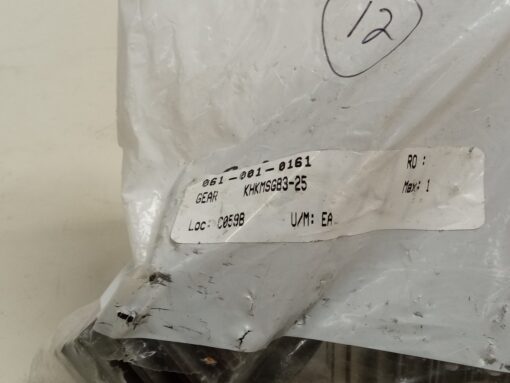 12
061-001-0161
RO :
GEAR KHKMSGB3-25
Max: 1
Loc: C059B U/M: EA